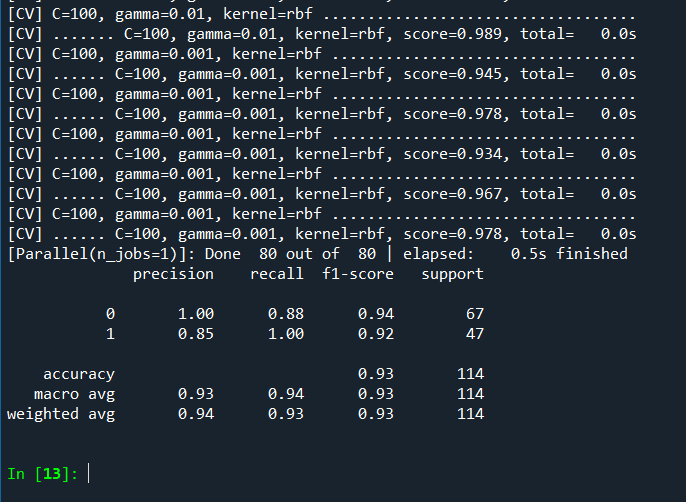 [CV] C=100, gamma=0.01, kernel=rbf ...................................
[CV] ....... C=100, gamma=0.01, kernel=rbf, score=0.989, total=   0.0s
[CV] C=100, gamma=0.001, kernel=rbf ..................................
[CV] ...... C=100, gamma=0.001, kernel=rbf, score=0.945, total=   0.0s
[CV] C=100, gamma=0.001, kernel=rbf ..................................
[CV] ...... C=100, gamma=0.001, kernel=rbf, score=0.978, total=   0.0s
[CV] C=100, gamma=0.001, kernel=rbf ..................................
[CV] ...... C=100, gamma=0.001, kernel=rbf, score=0.934, total=   0.0s
[CV] C=100, gamma=0.001, kernel=rbf ..................................
[CV] ...... C=100, gamma=0.001, kernel=rbf, score=0.967, total=   0.0s
[CV] C=100, gamma=0.001, kernel=rbf ..................................
[CV] ...... C=100, gamma=0.001, kernel=rbf, score=0.978, total=   0.0s
[Parallel(n_jobs=1)]: Done  80 out of  80 | elapsed:    0.5s finished
              precision    recall  f1-score   support
           0       1.00      0.88      0.94        67
           1       0.85      1.00      0.92        47
    accuracy                           0.93       114
   macro avg       0.93      0.94      0.93       114
weighted avg       0.94      0.93      0.93       114
In [13]: